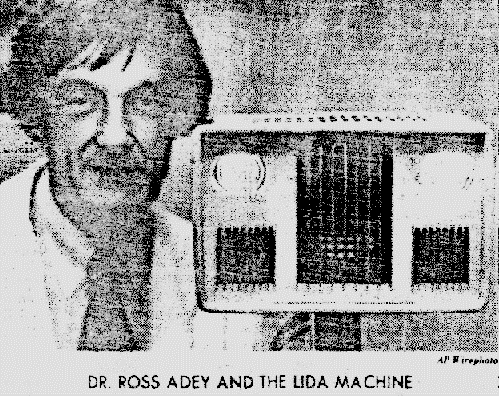 AP Wirephoto
DR. ROSS ADEY AND THE LIDA MACHINE